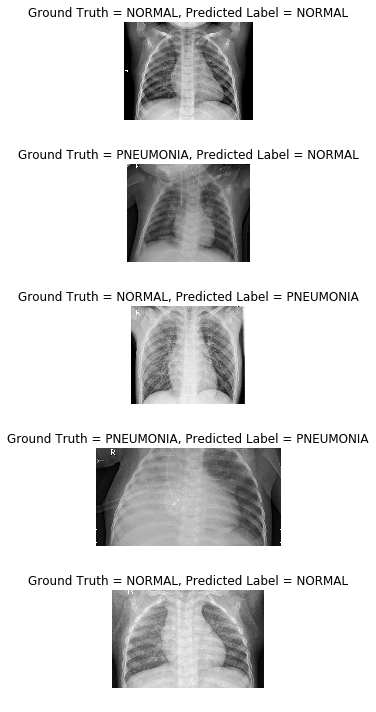 Ground Truth = NORMAL, Predicted Label = NORMAL
Ground Truth = PNEUMONIA, Predicted Label = NORMAL
Ground Truth = NORMAL, Predicted Label = PNEUMONIA
R
Ground Truth = PNEUMONIA, Predicted Label = PNEUMONIA
R
Ground Truth = NORMAL, Predicted Label = NORMAL